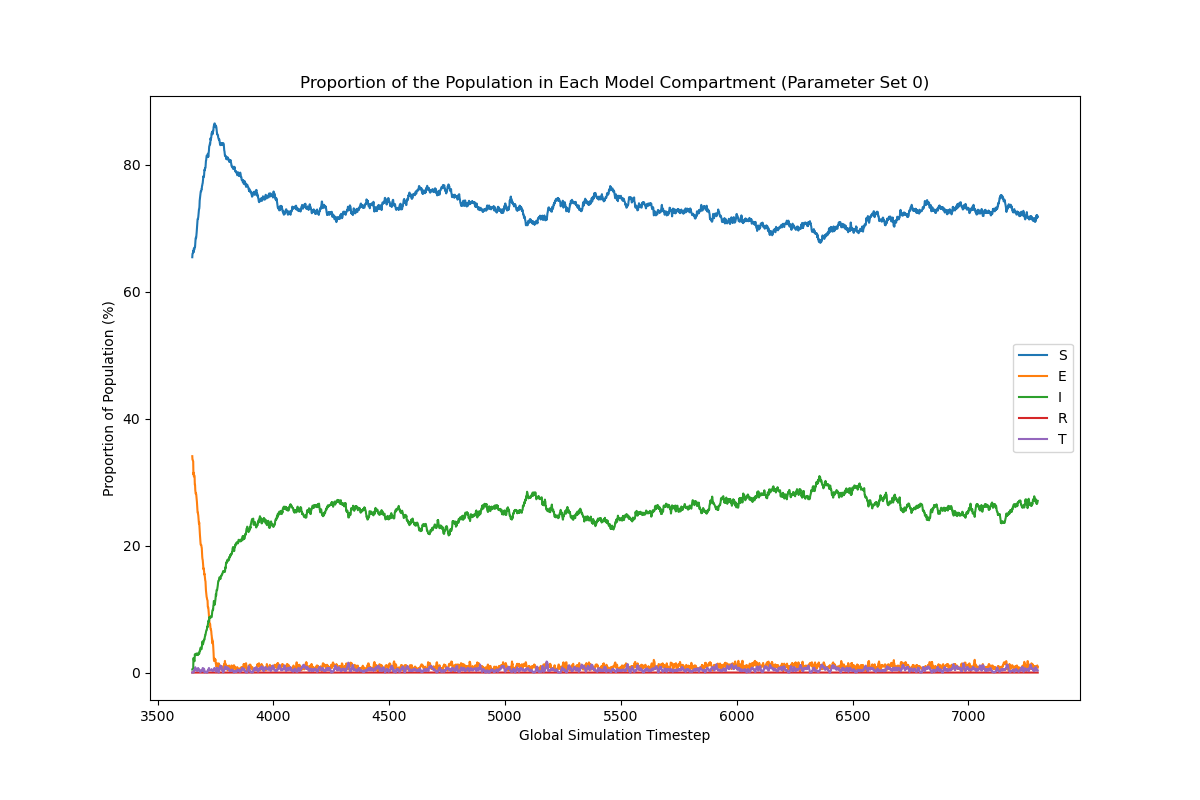 Proportion of the Population in Each Model Compartment (Parameter Set 0)
Proportion of Population (%)
80
60
40
20
0
S
E
I
R
T
3500 4000 4500 5000 5500 6000 6500 7000
Global Simulation Timestep